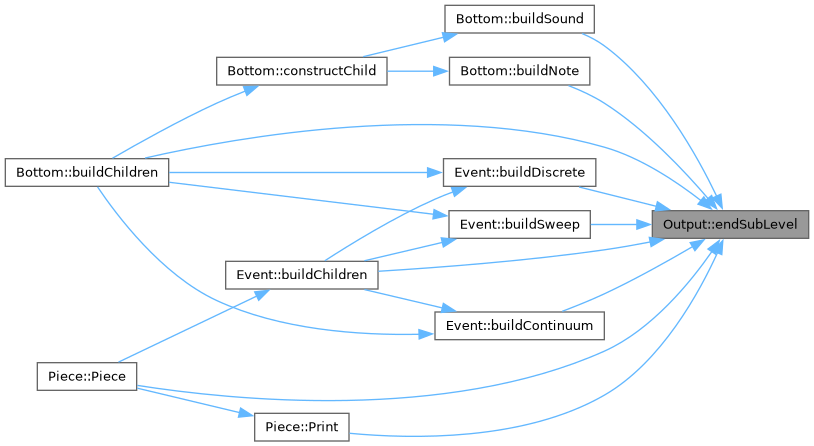 Bottom::buildSound
Bottom::constructChild
Bottom::buildNote
Bottom::buildChildren
Event::buildDiscrete
Event::buildSweep
Output::endSubLevel
Event::buildChildren
Event::buildContinuum
Piece::Piece
Piece::Print